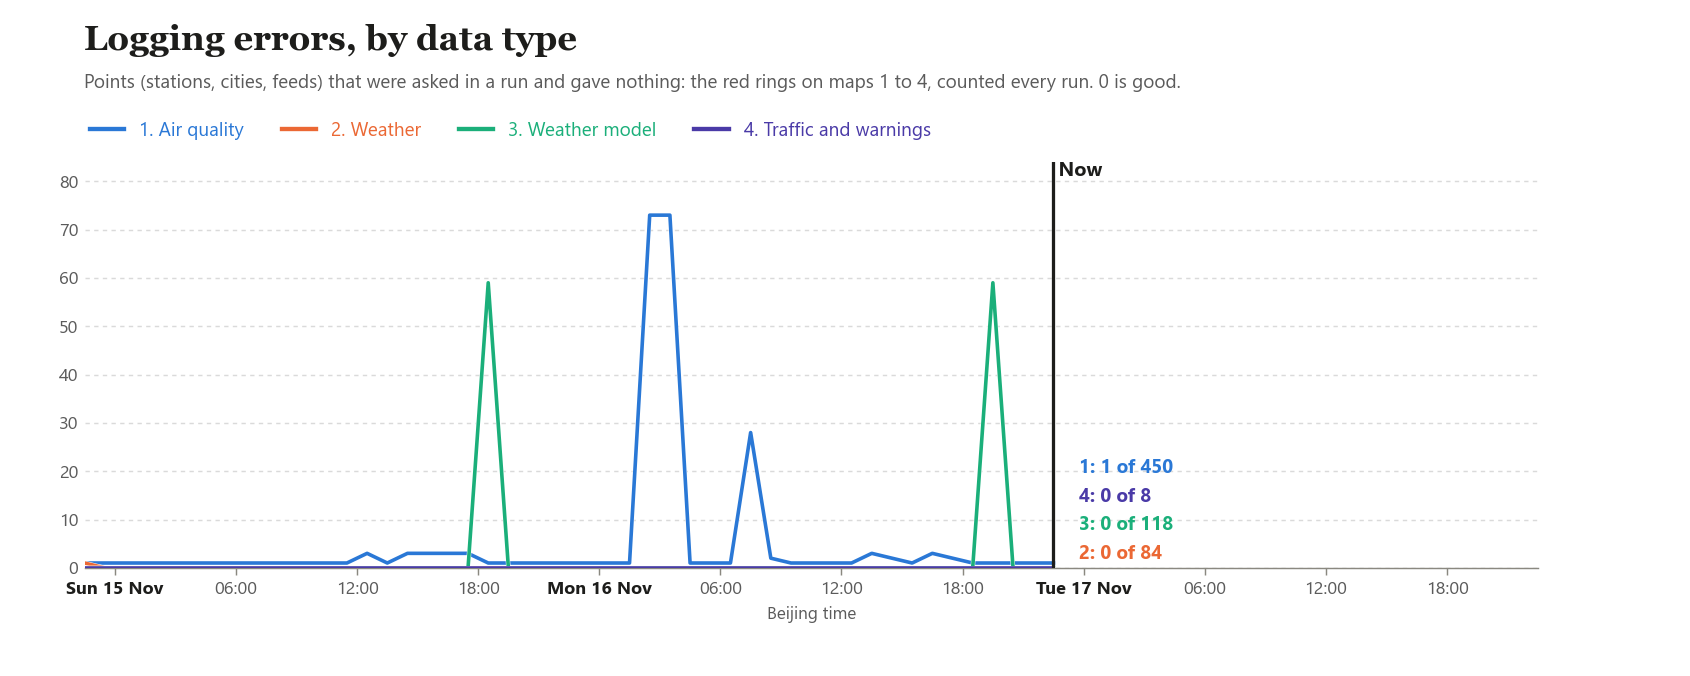 Logging errors, by data type
Points (stations, cities, feeds) that were asked in a run and gave nothing: the red rings on maps 1 to 4, counted every run. 0 is good.
1. Air quality 2. Weather 3. Weather model 4. Traffic and warnings
Now
80
70
60
50
40
30
20
10
0
1: 1 of 450
4: 0 of 8
3: 0 of 118
2: 0 of 84
Sun 15 Nov 06:00 12:00 18:00 Mon 16 Nov 06:00 12:00 18:00 Tue 17 Nov 06:00 12:00 18:00
Beijing time